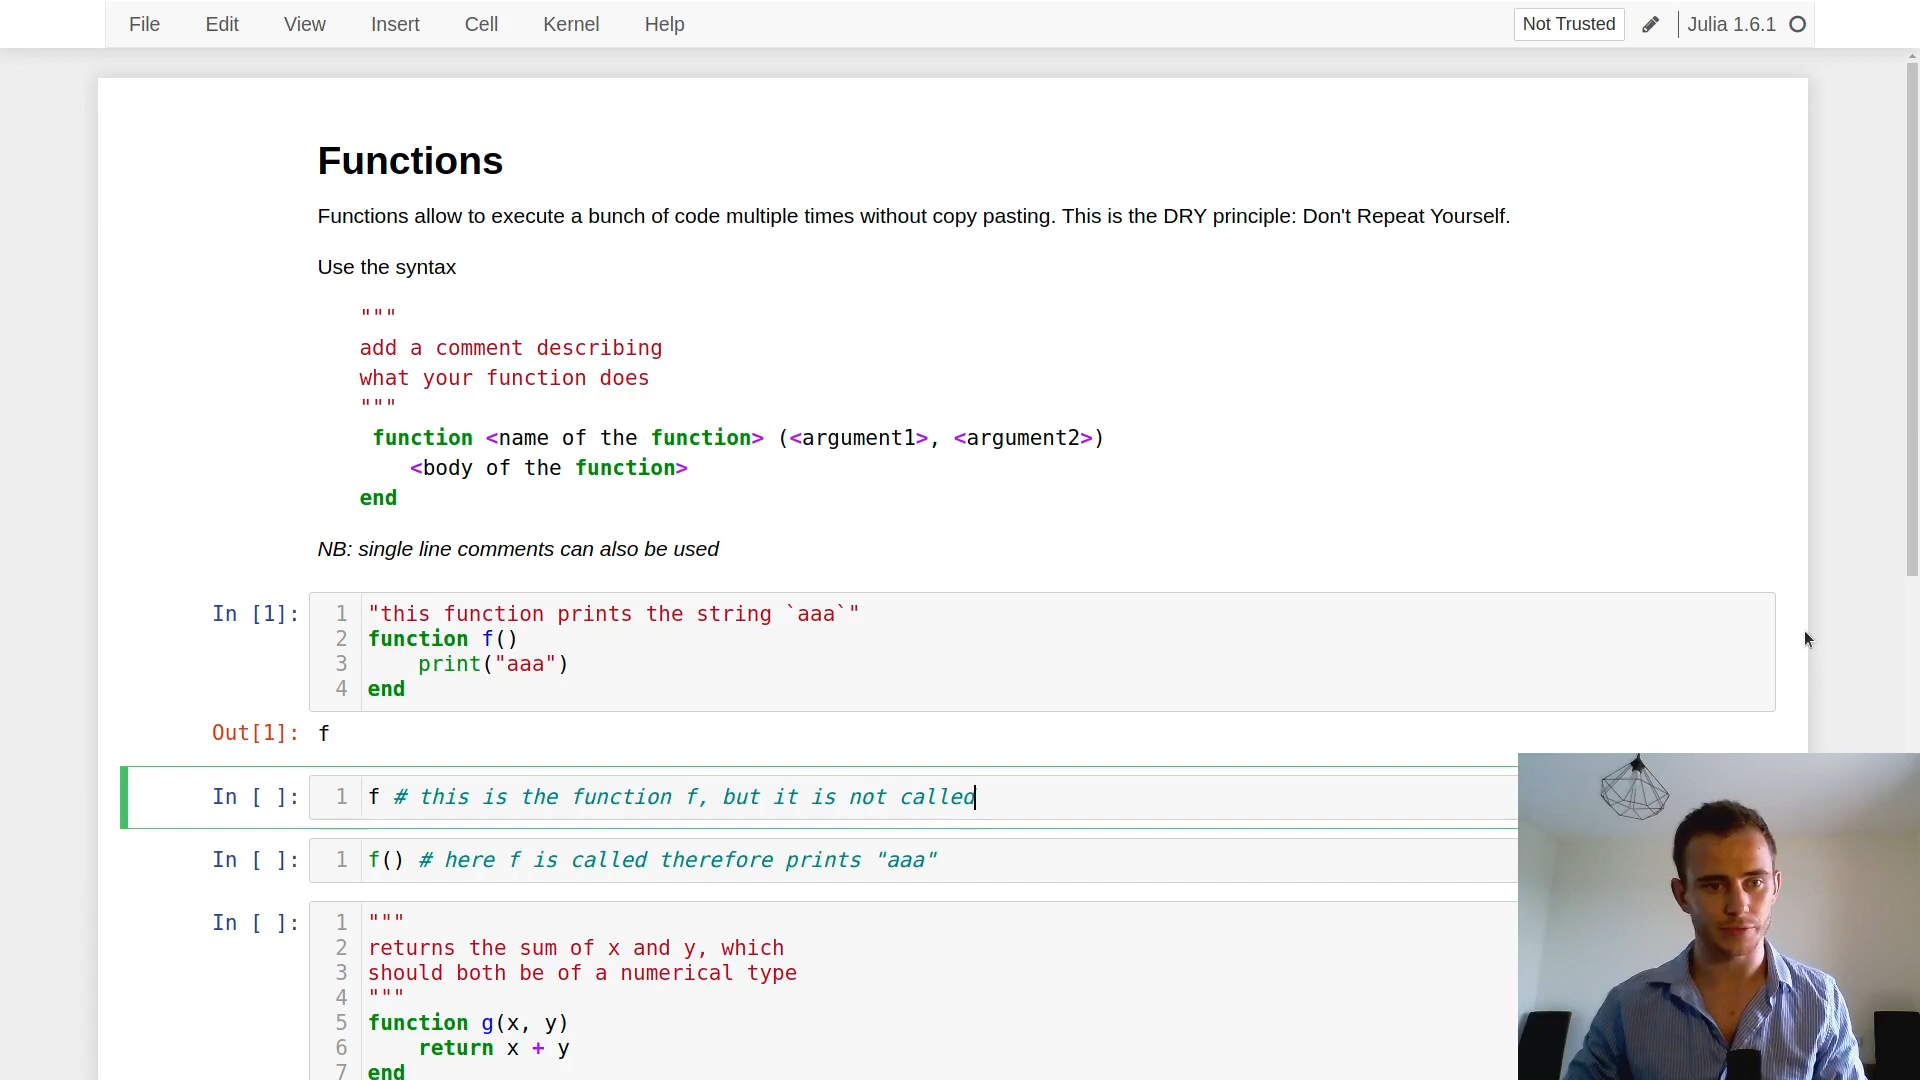 File Edit View Insert Cell Kernel Help Not Trusted Julia 1.6.1
Functions
Functions allow to execute a bunch of code multiple times without copy pasting. This is the DRY principle: Don't Repeat Yourself.
Use the syntax
"""
add a comment describing
what your function does
"""
function <name of the function> (<argument1>, <argument2>)
<body of the function>
end
NB: single line comments can also be used
In [1]: 1 "this function prints the string `aaa`"
2 function f()
3 print("aaa")
4 end
Out[1]: f
In [ ]: 1 f # this is the function f, but it is not called
In [ ]: 1 f() # here f is called therefore prints "aaa"
In [ ]: 1 """
2 returns the sum of x and y, which
3 should both be of a numerical type
4 """
5 function g(x, y)
6 return x + y
7 end